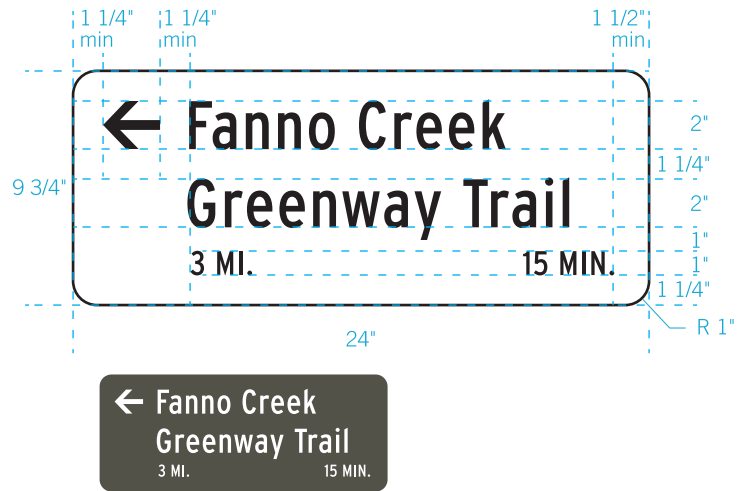 1 1/4" 1 1/4" 1 1/2"
min min min
Fanno Creek
2"
1 1/4"
9 3/4"
Greenway Trail
2"
1"
3 MI. 15 MIN.
1"
1 1/4"
R 1"
24"
Fanno Creek
Greenway Trail
3 MI. 15 MIN.